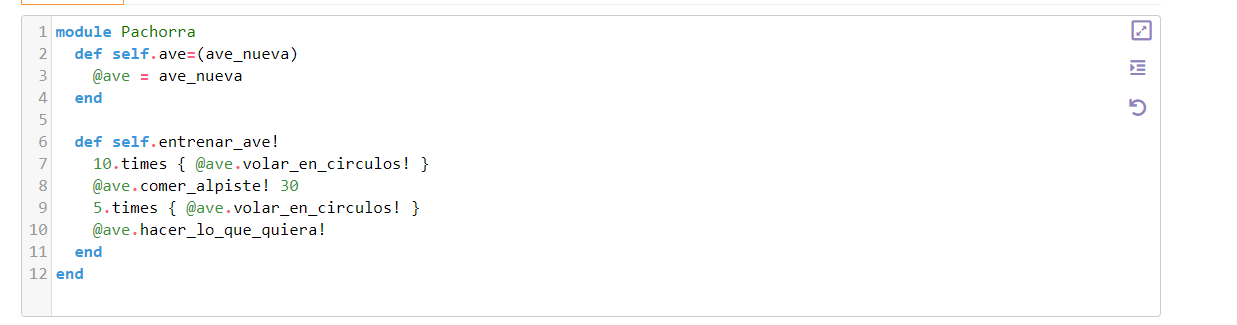 1 module Pachorra
2   def self.ave=(ave_nueva)
3     @ave = ave_nueva
4   end
5
6   def self.entrenar_ave!
7     10.times { @ave.volar_en_circulos! }
8     @ave.comer_alpiste! 30
9     5.times { @ave.volar_en_circulos! }
10     @ave.hacer_lo_que_quiera!
11   end
12 end